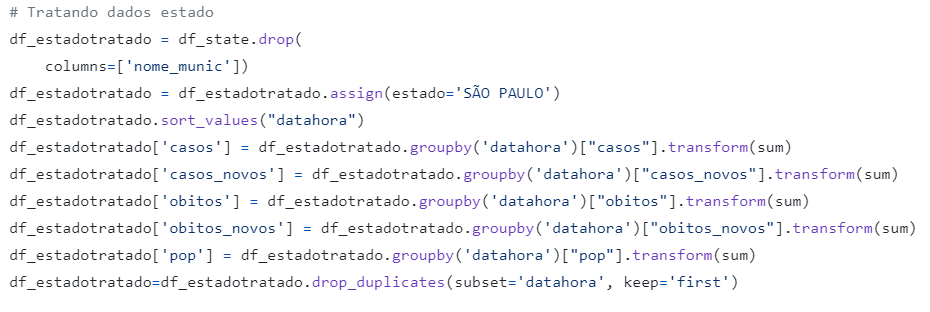 # Tratando dados estado
df_estadotratado = df_state.drop(
    columns=['nome_munic'])
df_estadotratado = df_estadotratado.assign(estado='SÃO PAULO')
df_estadotratado.sort_values("datahora")
df_estadotratado['casos'] = df_estadotratado.groupby('datahora')["casos"].transform(sum)
df_estadotratado['casos_novos'] = df_estadotratado.groupby('datahora')["casos_novos"].transform(sum)
df_estadotratado['obitos'] = df_estadotratado.groupby('datahora')["obitos"].transform(sum)
df_estadotratado['obitos_novos'] = df_estadotratado.groupby('datahora')["obitos_novos"].transform(sum)
df_estadotratado['pop'] = df_estadotratado.groupby('datahora')["pop"].transform(sum)
df_estadotratado=df_estadotratado.drop_duplicates(subset='datahora', keep='first')